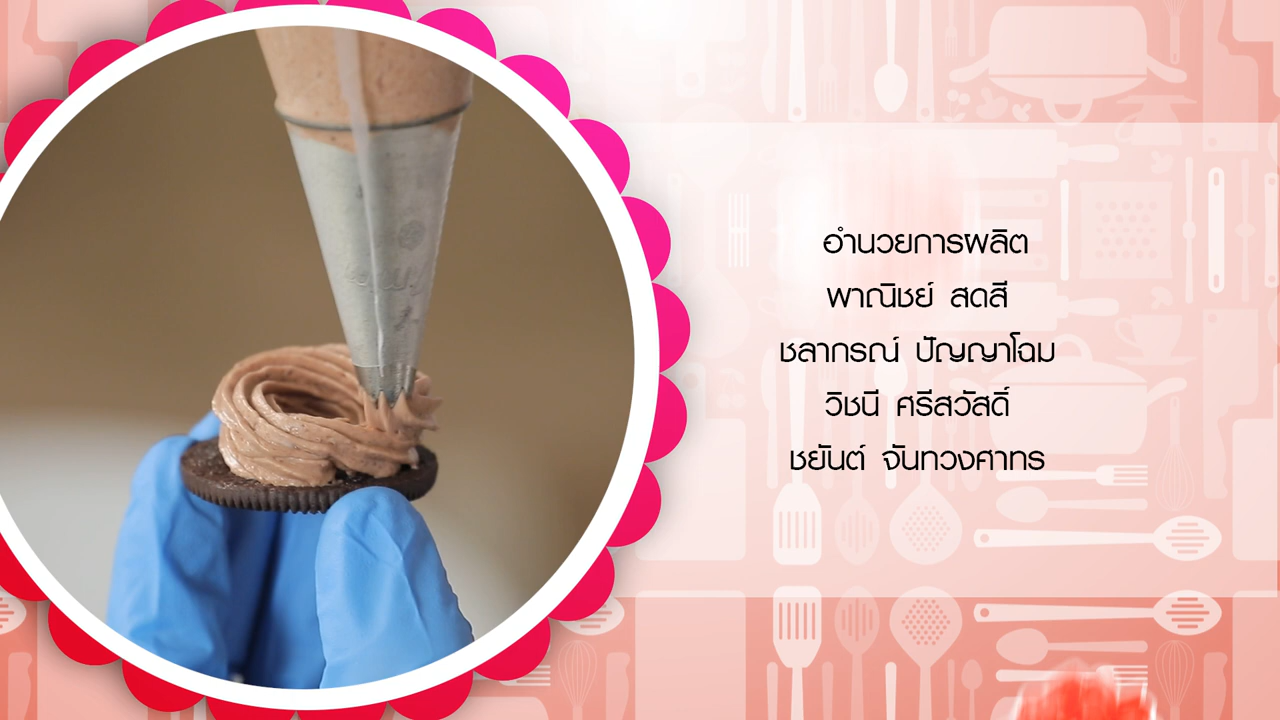 อำนวยการผลิต
พาณิชย์ สดสี
ชลากรณ์ ปัญญาโฉม
วิชนี ศรีสวัสดิ์
ชยันต์ จันทวงศาทร